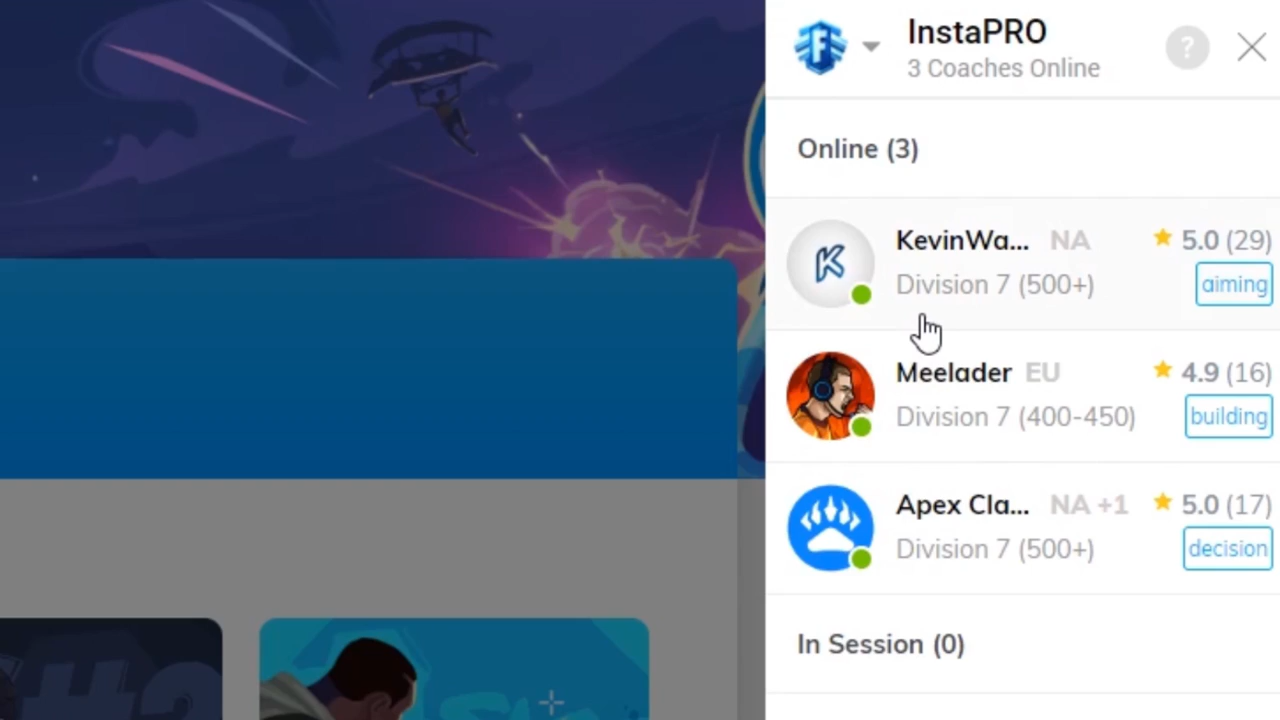 InstaPRO
3 Coaches Online
?
Online (3)
KevinWa... NA 5.0 (29)
Division 7 (500+) aiming
Meelader EU 4.9 (16)
Division 7 (400-450) building
Apex Cla... NA +1 5.0 (17)
Division 7 (500+) decision
In Session (0)